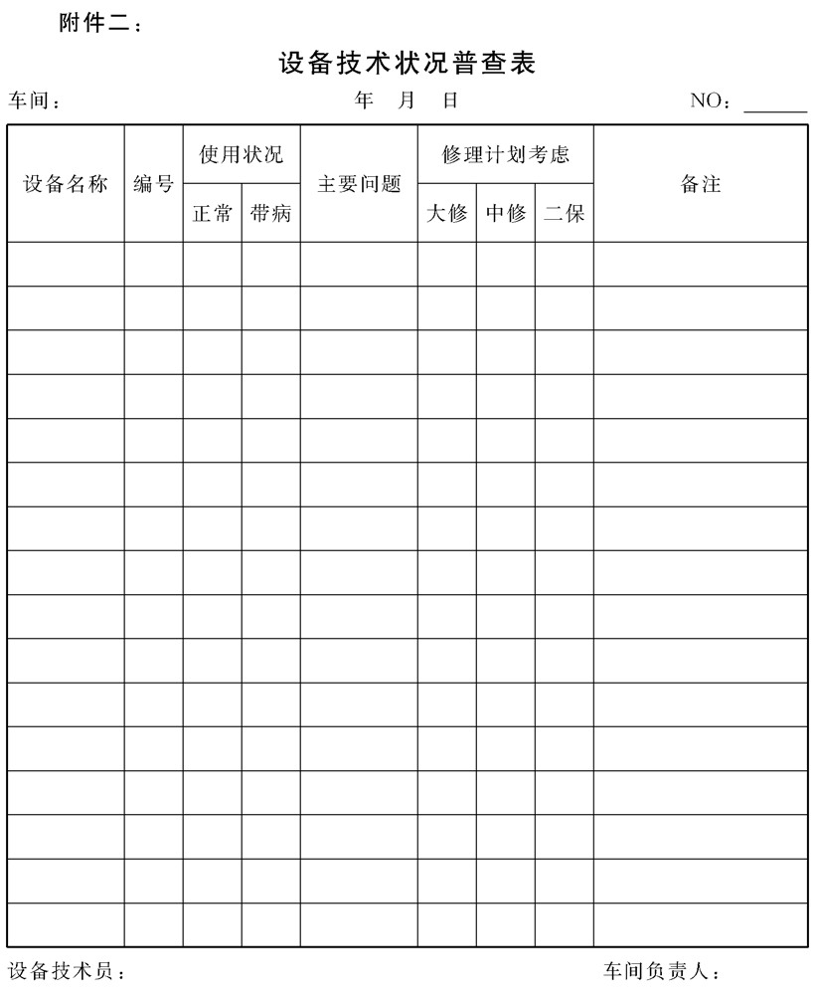 附件二：
设备技术状况普查表
车间： 年 月 日 NO：
设备名称 编号 使用状况 主要问题 修理计划考虑 备注
正常 带病 大修 中修 二保
设备技术员： 车间负责人：